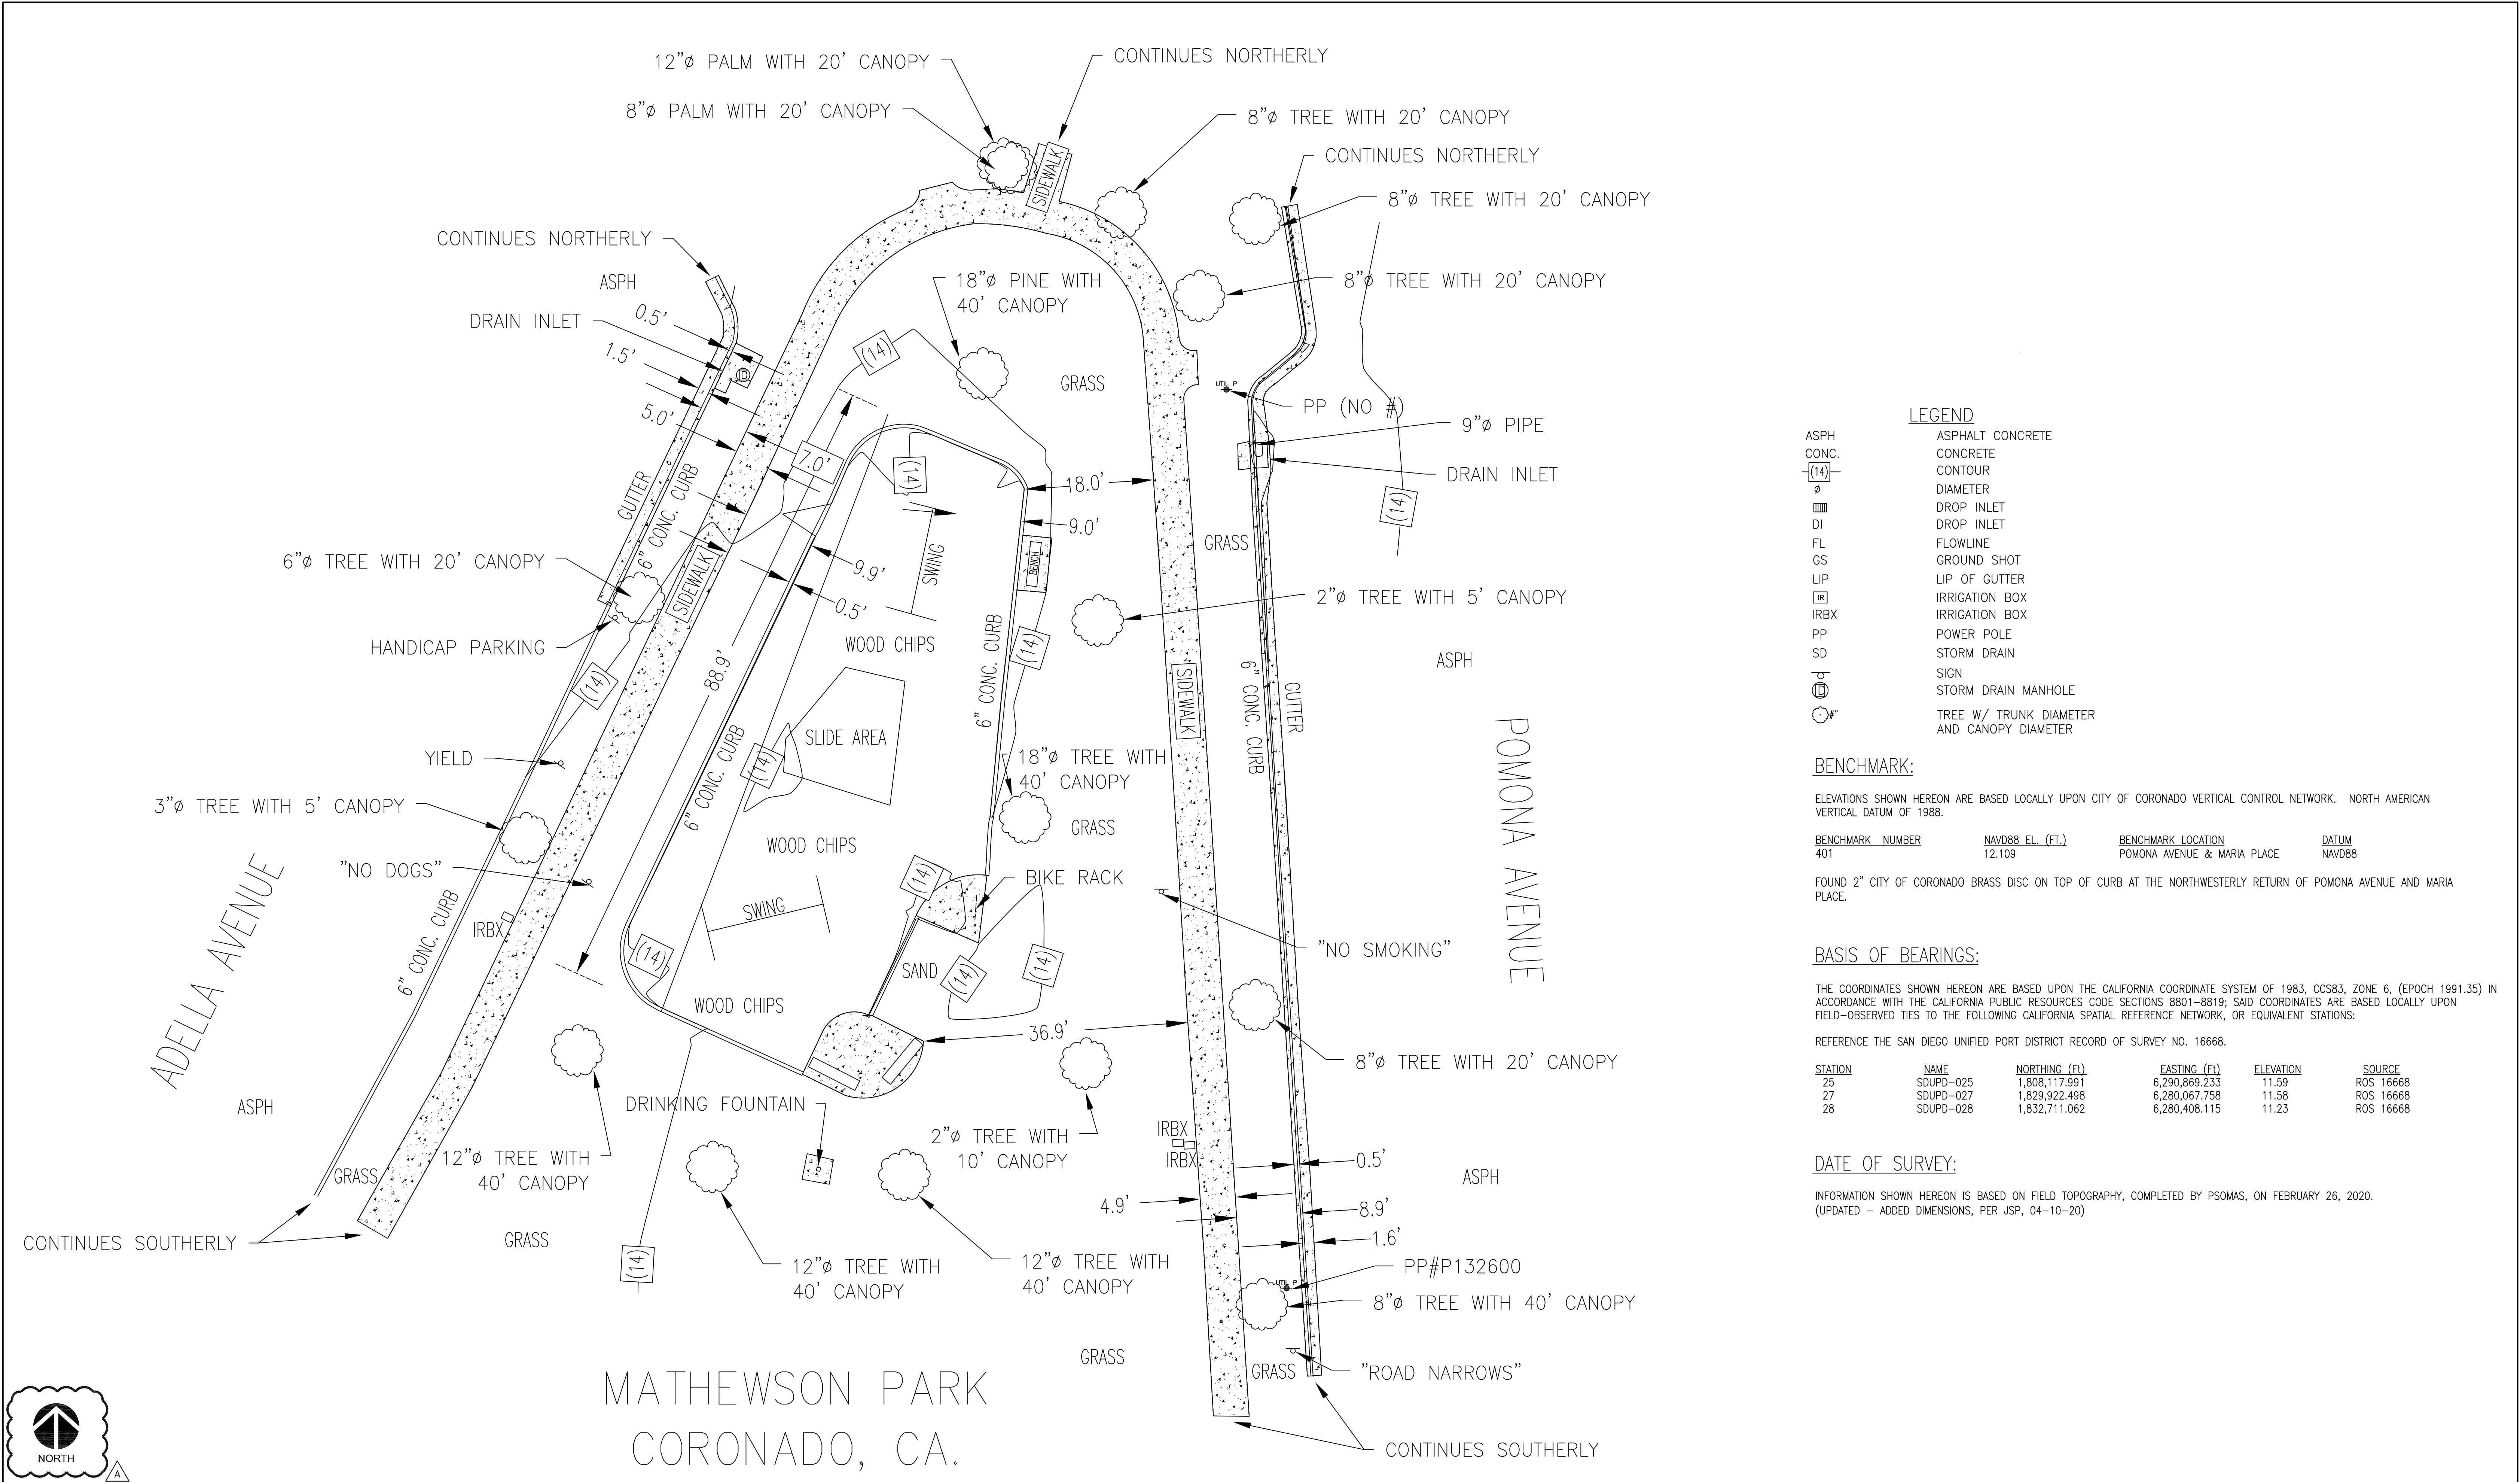 12"ø PALM WITH 20' CANOPY
8"ø PALM WITH 20' CANOPY
CONTINUES NORTHERLY
8"ø TREE WITH 20' CANOPY
CONTINUES NORTHERLY
8"ø TREE WITH 20' CANOPY
8"ø TREE WITH 20' CANOPY
SIDEWALK
CONTINUES NORTHERLY
ASPH
DRAIN INLET
0.5'
1.5'
5.0'
7.0'
18"ø PINE WITH
40' CANOPY
(14)
GRASS
UTIL P
PP (NO #)
9"ø PIPE
DRAIN INLET
(14)
GUTTER
6" CONC. CURB
(14)
18.0'
9.0'
BENCH
GRASS
6"ø TREE WITH 20' CANOPY
SIDEWALK
9.9'
0.5'
SWING
2"ø TREE WITH 5' CANOPY
HANDICAP PARKING
(14)
WOOD CHIPS
6" CONC. CURB
(14)
88.9'
ASPH
SIDEWALK
6" CONC. CURB
GUTTER
POMONA AVENUE
YIELD
6" CONC. CURB
(14)
SLIDE AREA
18"ø TREE WITH
40' CANOPY
3"ø TREE WITH 5' CANOPY
WOOD CHIPS
GRASS
"NO DOGS"
(14)
BIKE RACK
ADELLA AVENUE
6" CONC. CURB
IRBX
SWING
"NO SMOKING"
(14)
SAND
(14)
(14)
WOOD CHIPS
36.9'
8"ø TREE WITH 20' CANOPY
ASPH
DRINKING FOUNTAIN
12"ø TREE WITH
40' CANOPY
2"ø TREE WITH
10' CANOPY
IRBX
IRBX
0.5'
ASPH
GRASS
4.9'
8.9'
1.6'
CONTINUES SOUTHERLY
GRASS
(14)
12"ø TREE WITH
40' CANOPY
12"ø TREE WITH
40' CANOPY
PP#P132600
UTIL P
8"ø TREE WITH 40' CANOPY
GRASS
GRASS
"ROAD NARROWS"
CONTINUES SOUTHERLY
MATHEWSON PARK
CORONADO, CA.
NORTH
A
LEGEND
ASPH ASPHALT CONCRETE
CONC. CONCRETE
(14) CONTOUR
ø DIAMETER
DROP INLET
DI DROP INLET
FL FLOWLINE
GS GROUND SHOT
LIP LIP OF GUTTER
IR IRRIGATION BOX
IRBX IRRIGATION BOX
PP POWER POLE
SD STORM DRAIN
SIGN
D STORM DRAIN MANHOLE
#" TREE W/ TRUNK DIAMETER
AND CANOPY DIAMETER
BENCHMARK:
ELEVATIONS SHOWN HEREON ARE BASED LOCALLY UPON CITY OF CORONADO VERTICAL CONTROL NETWORK. NORTH AMERICAN
VERTICAL DATUM OF 1988.
BENCHMARK NUMBER NAVD88 EL. (FT.) BENCHMARK LOCATION DATUM
401 12.109 POMONA AVENUE & MARIA PLACE NAVD88
FOUND 2" CITY OF CORONADO BRASS DISC ON TOP OF CURB AT THE NORTHWESTERLY RETURN OF POMONA AVENUE AND MARIA
PLACE.
BASIS OF BEARINGS:
THE COORDINATES SHOWN HEREON ARE BASED UPON THE CALIFORNIA COORDINATE SYSTEM OF 1983, CCS83, ZONE 6, (EPOCH 1991.35) IN
ACCORDANCE WITH THE CALIFORNIA PUBLIC RESOURCES CODE SECTIONS 8801-8819; SAID COORDINATES ARE BASED LOCALLY UPON
FIELD-OBSERVED TIES TO THE FOLLOWING CALIFORNIA SPATIAL REFERENCE NETWORK, OR EQUIVALENT STATIONS:
REFERENCE THE SAN DIEGO UNIFIED PORT DISTRICT RECORD OF SURVEY NO. 16668.
STATION NAME NORTHING (Ft) EASTING (Ft) ELEVATION SOURCE
25 SDUPD-025 1,808,117.991 6,290,869.233 11.59 ROS 16668
27 SDUPD-027 1,829,922.498 6,280,067.758 11.58 ROS 16668
28 SDUPD-028 1,832,711.062 6,280,408.115 11.23 ROS 16668
DATE OF SURVEY:
INFORMATION SHOWN HEREON IS BASED ON FIELD TOPOGRAPHY, COMPLETED BY PSOMAS, ON FEBRUARY 26, 2020.
(UPDATED - ADDED DIMENSIONS, PER JSP, 04-10-20)